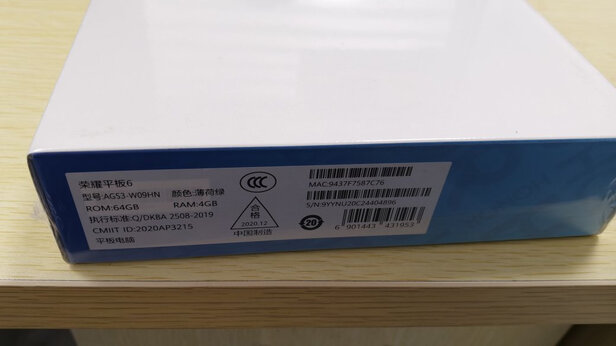 荣耀平板6
型号:AGS3-W09HN 颜色:薄荷绿
ROM:64GB RAM:4GB
执行标准:Q/DKBA 2508-2019
CMIIT ID:2020AP3215
平板电脑
CCC
合格
2020.12
中国制造
MAC:9437F7587C76
S/N:9YYNU20C24404896
20
6 901443 431953